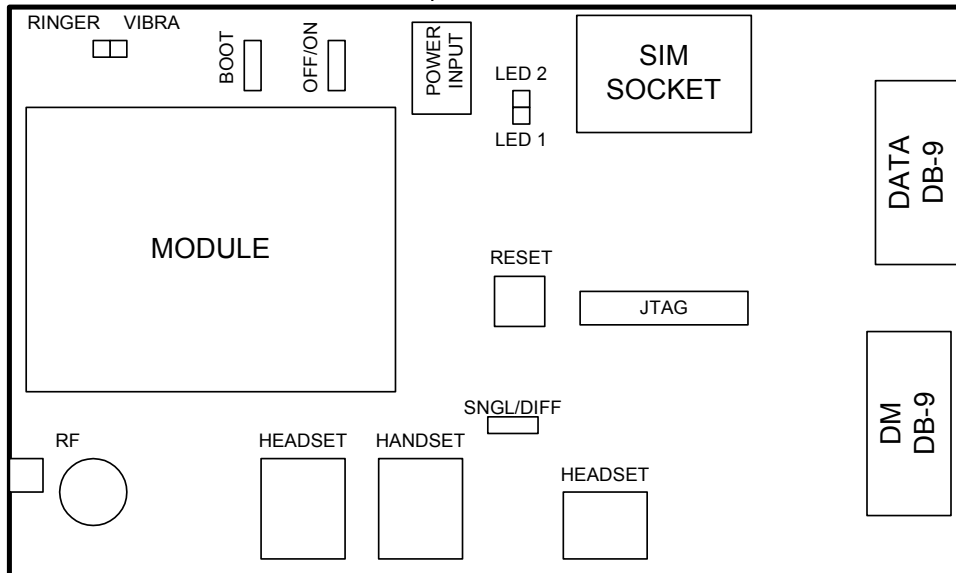 RINGER VIBRA
BOOT
OFF/ON
POWER
INPUT
LED 2
LED 1
SIM
SOCKET
DATA
DB-9
MODULE
RESET
JTAG
SNGL/DIFF
DM
DB-9
RF
HEADSET
HANDSET
HEADSET